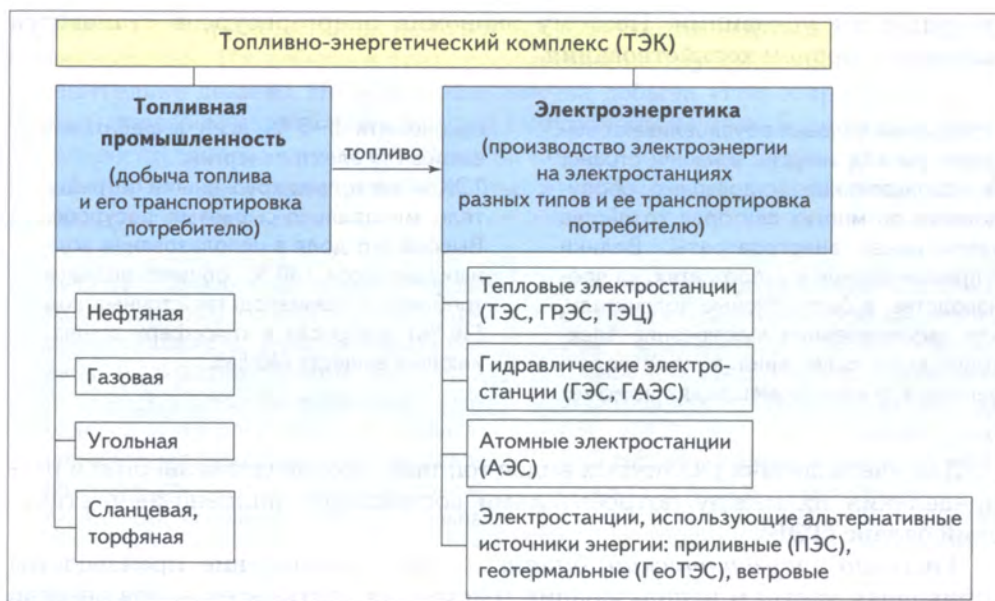 Топливно-энергетический комплекс (ТЭК)
Топливная
промышленность
(добыча топлива
и его транспортировка
потребителю)
топливо
Электроэнергетика
(производство электроэнергии
на электростанциях
разных типов и ее транспортировка
потребителю)
Нефтяная
Газовая
Угольная
Сланцевая,
торфяная
Тепловые электростанции
(ТЭС, ГРЭС, ТЭЦ)
Гидравлические электро-
станции (ГЭС, ГАЭС)
Атомные электростанции
(АЭС)
Электростанции, использующие альтернативные
источники энергии: приливные (ПЭС),
геотермальные (ГеоТЭС), ветровые